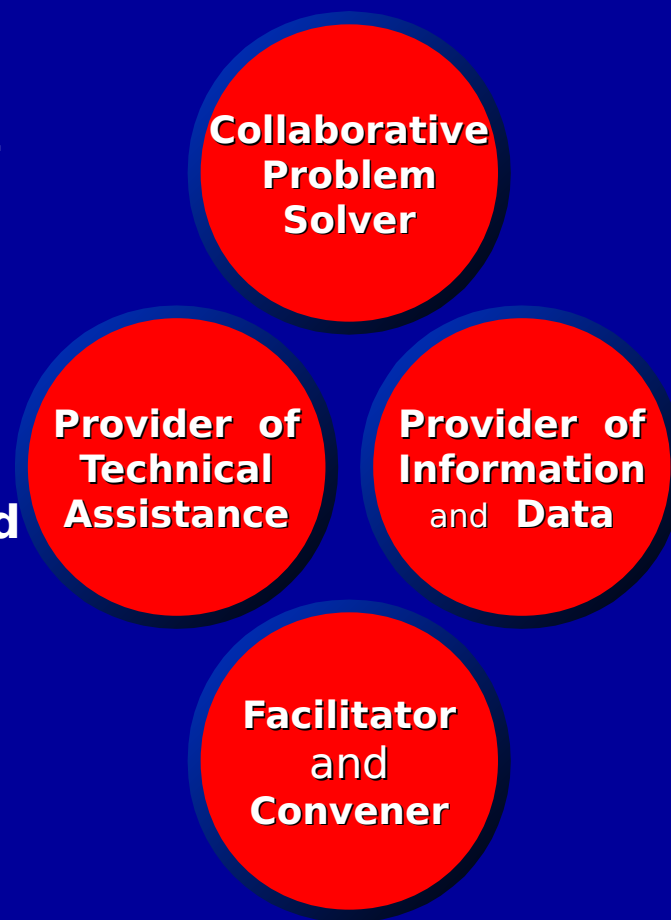 Collaborative
Problem
Solver
Provider of
Technical
Assistance
Provider of
Information
and Data
d
Facilitator
and
Convener